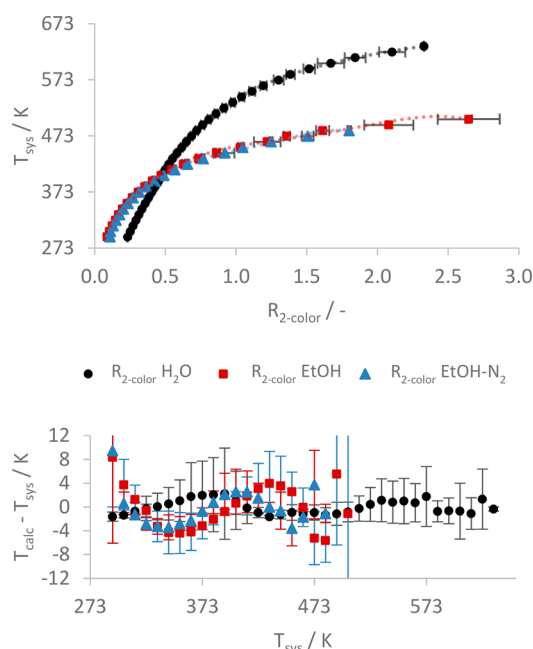 673
573
473
373
273
T_sys / K
0.0 0.5 1.0 1.5 2.0 2.5 3.0
R_2-color / -
R_2-color H_2O R_2-color EtOH R_2-color EtOH-N_2
12
8
4
0
-4
-8
-12
T_calc - T_sys / K
273 373 473 573
T_sys / K